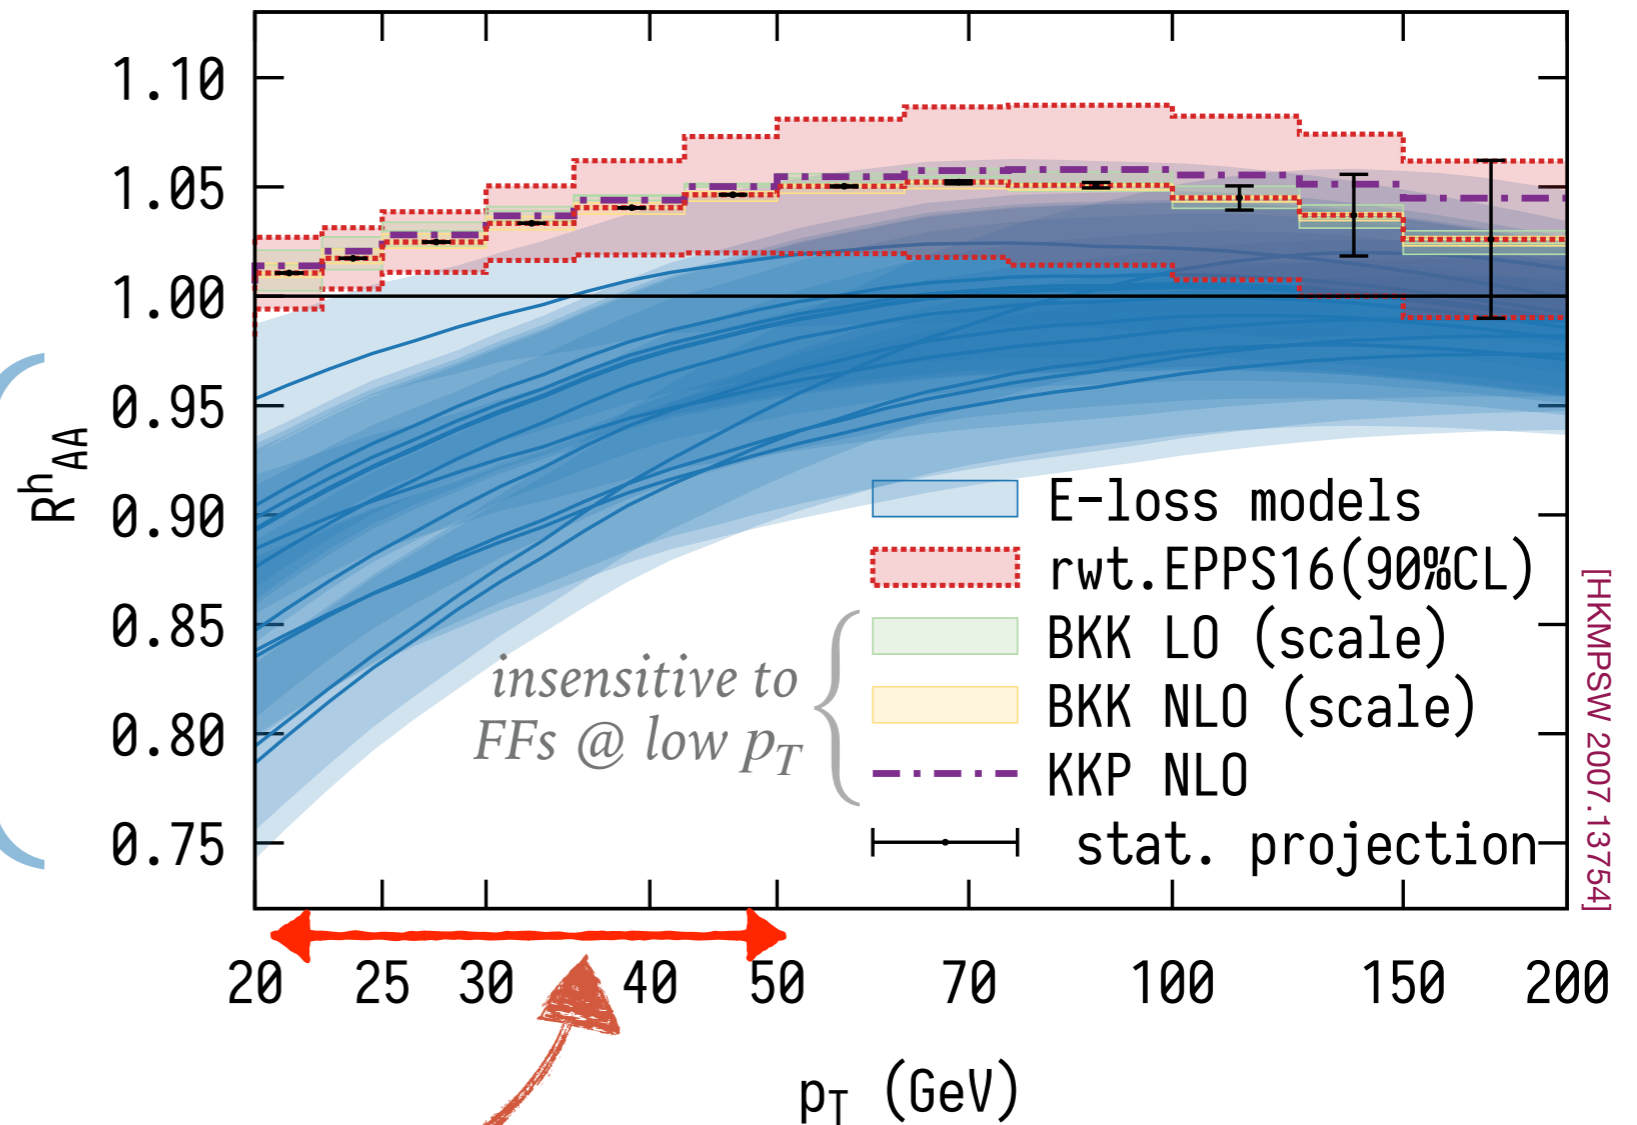 1.10
1.05
1.00
0.95
0.90
0.85
0.80
0.75
R^h_AA
E-loss models
rwt.EPPS16(90%CL)
BKK LO (scale)
BKK NLO (scale)
KKP NLO
stat. projection
insensitive to
FFs @ low p_T
[HKMPSW 2007.13754]
20 25 30 40 50 70 100 150 200
p_T (GeV)